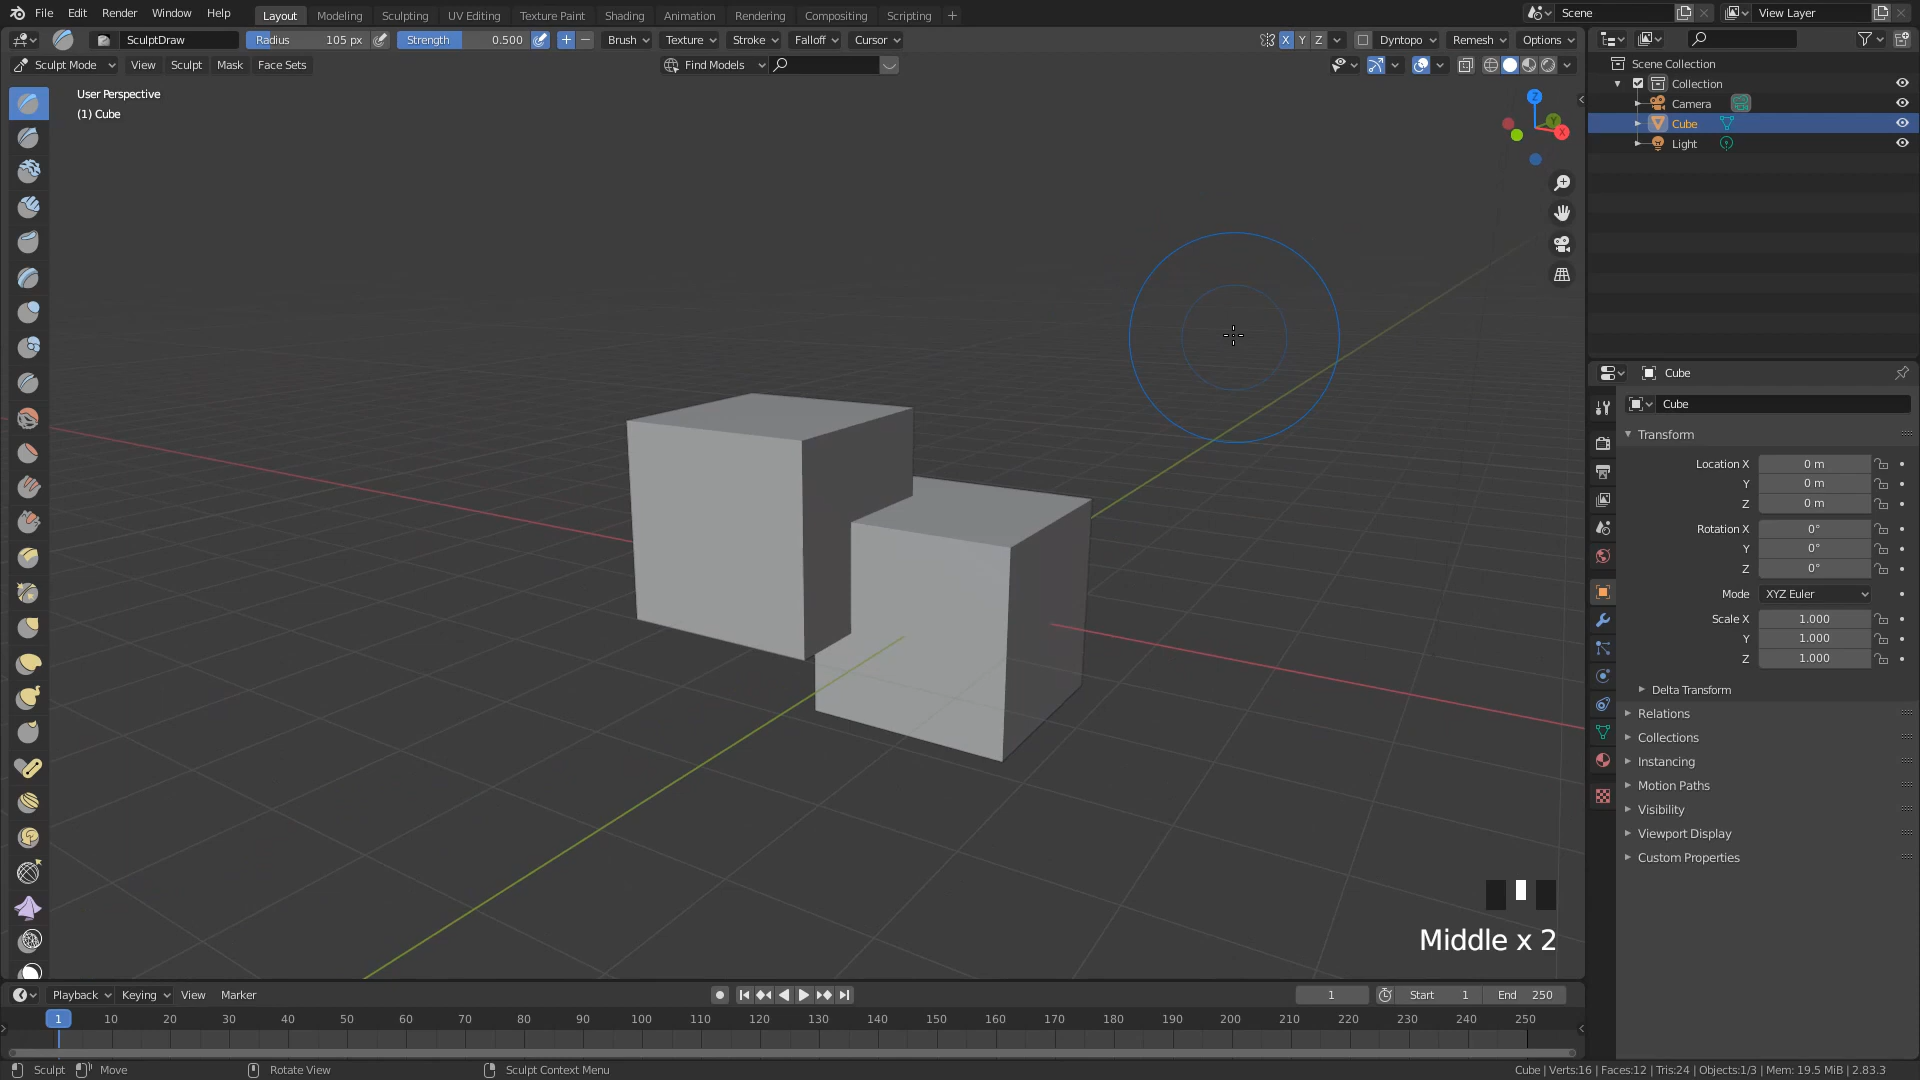 File Edit Render Window Help Layout Modeling Sculpting UV Editing Texture Paint Shading Animation Rendering Compositing Scripting + Scene View Layer
SculptDraw Radius 105 px Strength 0.500 + − Brush Texture Stroke Falloff Cursor X Y Z Dyntopo Remesh Options
Sculpt Mode View Sculpt Mask Face Sets Find Models
User Perspective
(1) Cube
Z
Y
X
Scene Collection
Collection
Camera
Cube
Light
Cube
Cube
Transform
Location X 0 m
Y 0 m
Z 0 m
Rotation X 0°
Y 0°
Z 0°
Mode XYZ Euler
Scale X 1.000
Y 1.000
Z 1.000
Delta Transform
Relations
Collections
Instancing
Motion Paths
Visibility
Viewport Display
Custom Properties
Middle x 2
Playback Keying View Marker 1 Start 1 End 250
1 10 20 30 40 50 60 70 80 90 100 110 120 130 140 150 160 170 180 190 200 210 220 230 240 250
Sculpt Move Rotate View Sculpt Context Menu Cube | Verts:16 | Faces:12 | Tris:24 | Objects:1/3 | Mem: 19.5 MiB | 2.83.3